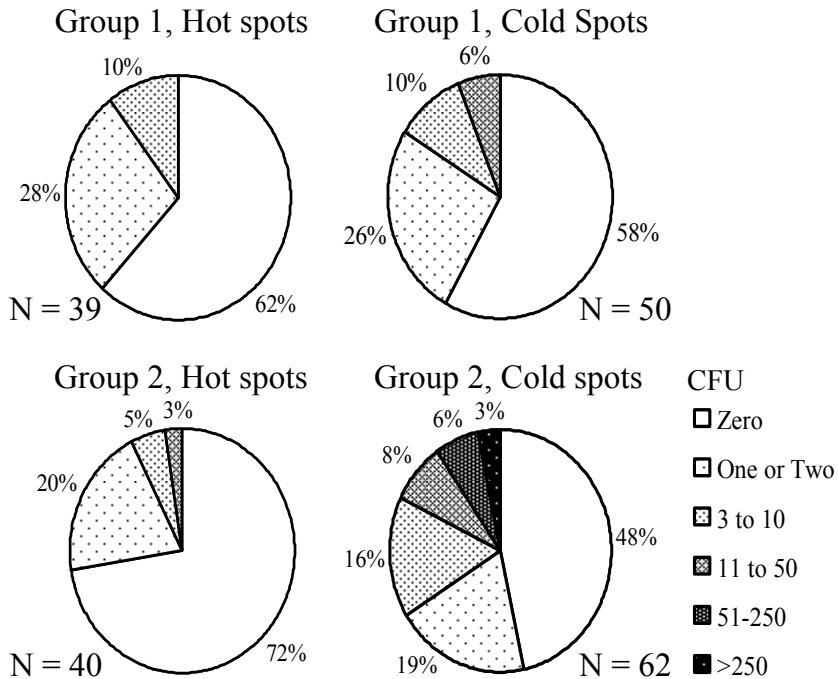 Group 1, Hot spots
10%
28%
62%
N = 39
Group 1, Cold Spots
6%
10%
26%
58%
N = 50
Group 2, Hot spots
3%
5%
20%
72%
N = 40
Group 2, Cold spots
3%
6%
8%
16%
48%
19%
N = 62
CFU
Zero
One or Two
3 to 10
11 to 50
51-250
>250